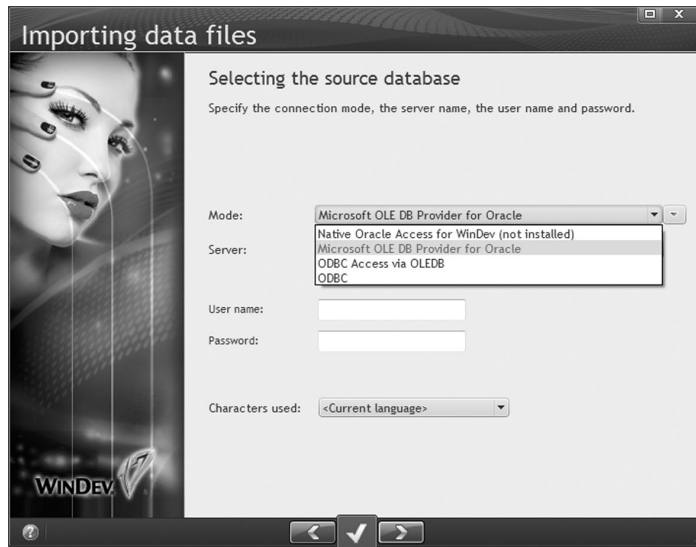 Importing data files
Selecting the source database
Specify the connection mode, the server name, the user name and password.
Mode: Microsoft OLE DB Provider for Oracle
Native Oracle Access for WinDev (not installed)
Server: Microsoft OLE DB Provider for Oracle
ODBC Access via OLEDB
ODBC
User name:
Password:
Characters used: <Current language>
WINDEV